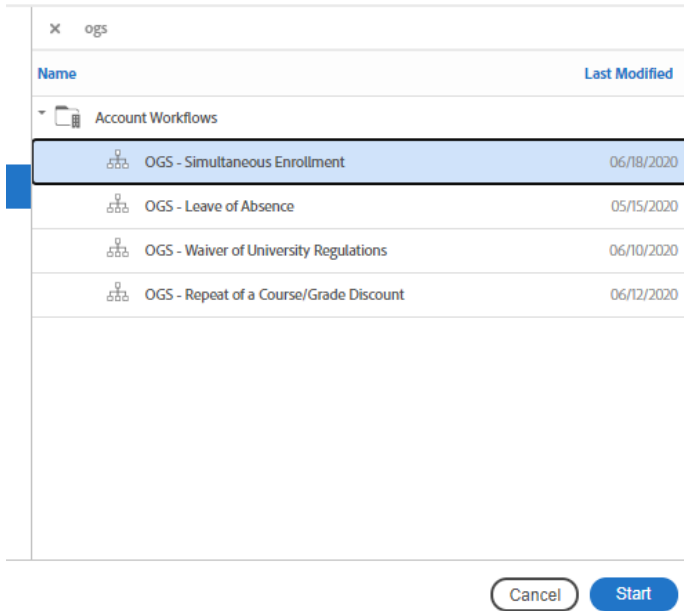 × ogs
Name Last Modified
Account Workflows
OGS - Simultaneous Enrollment 06/18/2020
OGS - Leave of Absence 05/15/2020
OGS - Waiver of University Regulations 06/10/2020
OGS - Repeat of a Course/Grade Discount 06/12/2020
Cancel Start